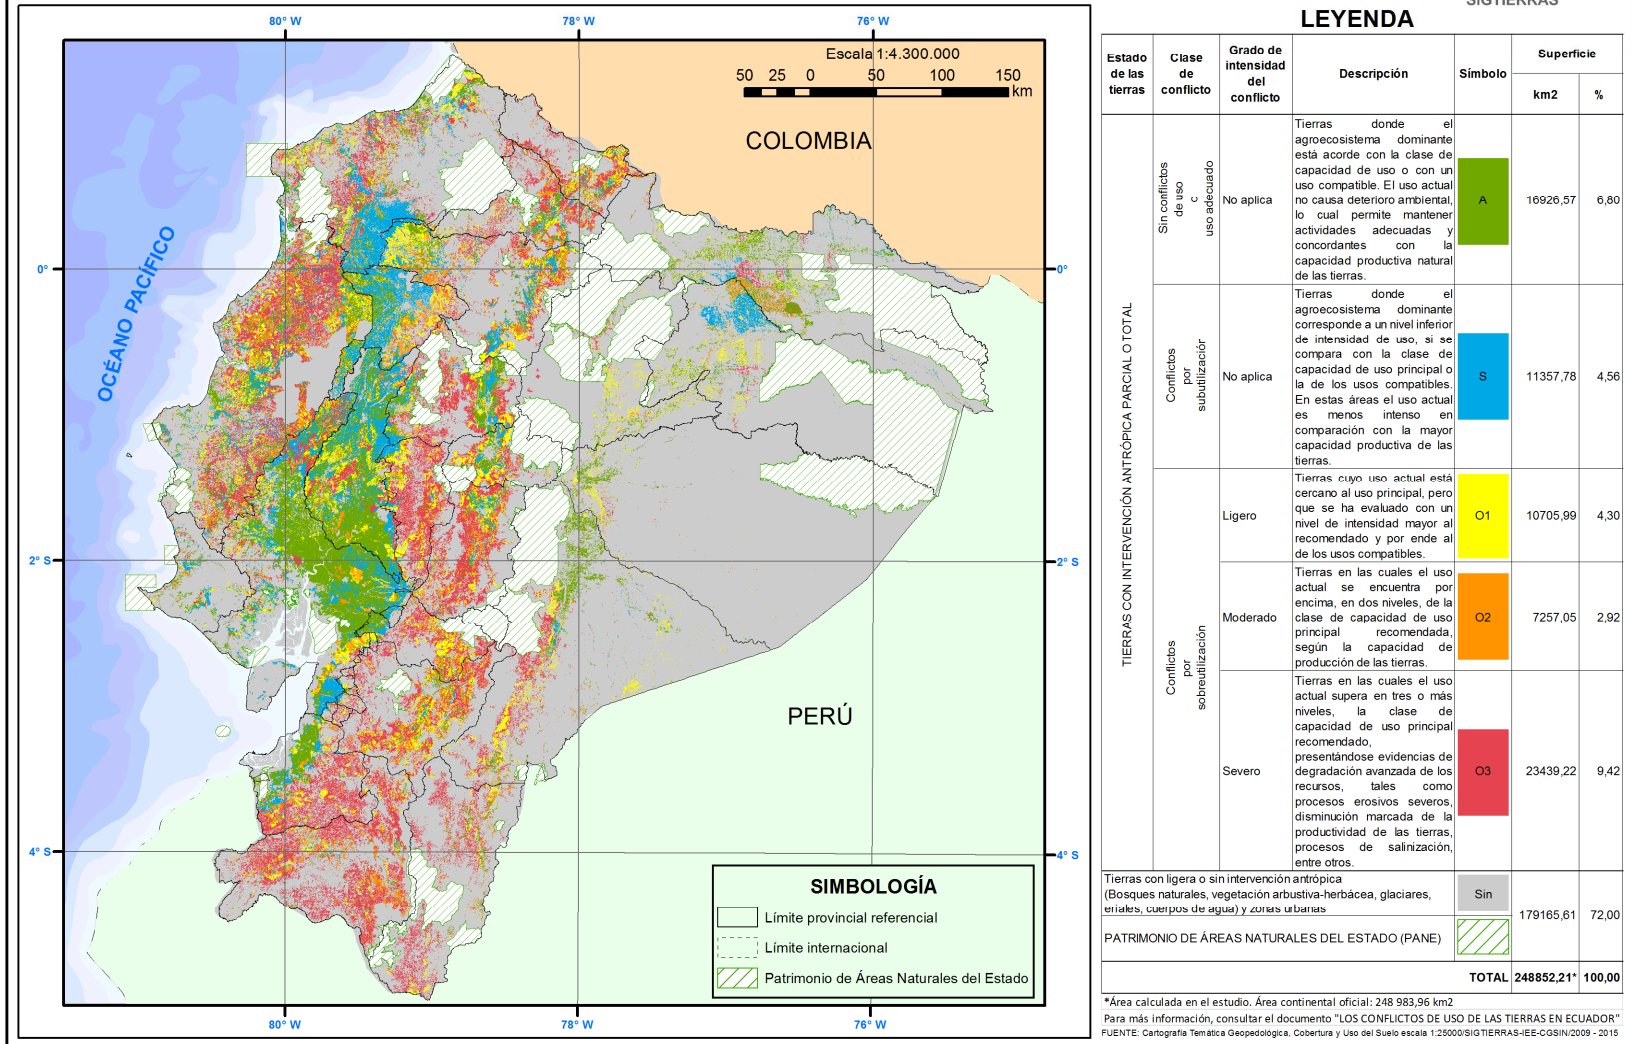 80° W
78° W
76° W
Escala 1:4.300.000
50 25 0 50 100 150
km
COLOMBIA
OCÉANO PACÍFICO
PERÚ
0°
0°
2° S
2° S
4° S
4° S
80° W
78° W
76° W
SIMBOLOGÍA
Límite provincial referencial
Límite internacional
Patrimonio de Áreas Naturales del Estado
SIGTIERRAS
LEYENDA
Estado
de las
tierras
Clase
de
conflicto
Grado de
intensidad
del
conflicto
Descripción
Símbolo
Superficie
km2
%
TIERRAS CON INTERVENCIÓN ANTRÓPICA PARCIAL O TOTAL
Sin conflictos
de uso
c
uso adecuado
No aplica
Tierras donde el
agroecosistema dominante
está acorde con la clase de
capacidad de uso o con un
uso compatible. El uso actual
no causa deterioro ambiental,
lo cual permite mantener
actividades adecuadas y
concordantes con la
capacidad productiva natural
de las tierras.
A
16926,57
6,80
Conflictos
por
subutilización
No aplica
Tierras donde el
agroecosistema dominante
corresponde a un nivel inferior
de intensidad de uso, si se
compara con la clase de
capacidad de uso principal o
la de los usos compatibles.
En estas áreas el uso actual
es menos intenso en
comparación con la mayor
capacidad productiva de las
tierras.
S
11357,78
4,56
Conflictos
por
sobreutilización
Ligero
Tierras cuyo uso actual está
cercano al uso principal, pero
que se ha evaluado con un
nivel de intensidad mayor al
recomendado y por ende al
de los usos compatibles.
O1
10705,99
4,30
Moderado
Tierras en las cuales el uso
actual se encuentra por
encima, en dos niveles, de la
clase de capacidad de uso
principal recomendada,
según la capacidad de
producción de las tierras.
O2
7257,05
2,92
Severo
Tierras en las cuales el uso
actual supera en tres o más
niveles, la clase de
capacidad de uso principal
recomendado,
presentándose evidencias de
degradación avanzada de los
recursos, tales como
procesos erosivos severos,
disminución marcada de la
productividad de las tierras,
procesos de salinización,
entre otros.
O3
23439,22
9,42
Tierras con ligera o sin intervención antrópica
(Bosques naturales, vegetación arbustiva-herbácea, glaciares,
eriales, cuerpos de agua) y zonas urbanas
Sin
179165,61
72,00
PATRIMONIO DE ÁREAS NATURALES DEL ESTADO (PANE)
TOTAL 248852,21* 100,00
*Área calculada en el estudio. Área continental oficial: 248 983,96 km2
Para más información, consultar el documento "LOS CONFLICTOS DE USO DE LAS TIERRAS EN ECUADOR"
FUENTE: Cartografía Temática Geopedológica, Cobertura y Uso del Suelo escala 1:25000/SIGTIERRAS-IEE-CGSIN/2009 - 2015